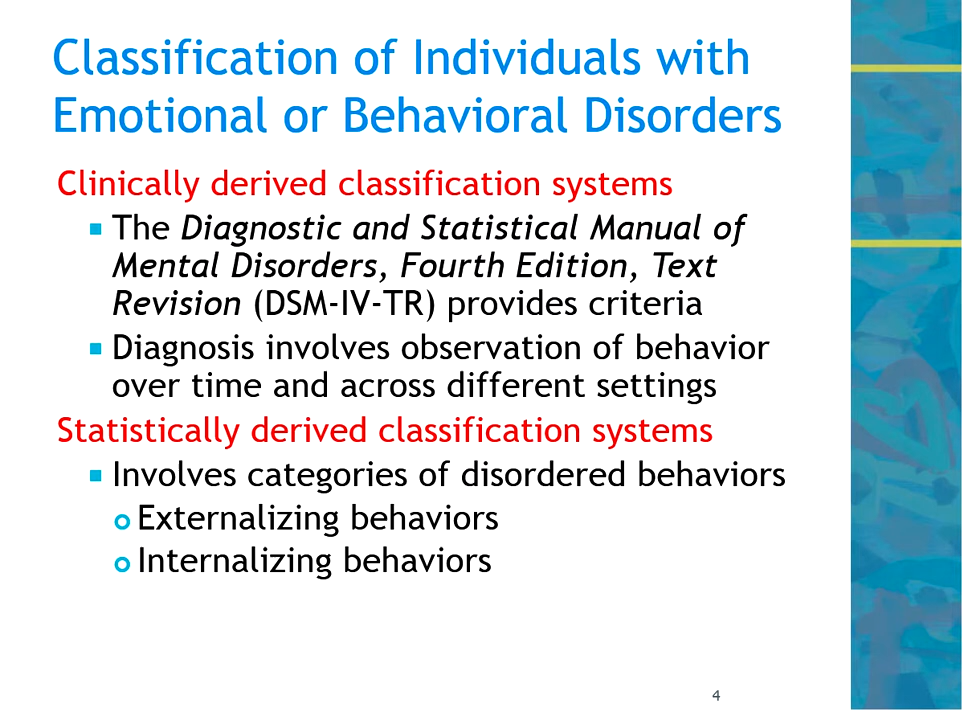 Classification of Individuals with
Emotional or Behavioral Disorders
Clinically derived classification systems
The Diagnostic and Statistical Manual of
Mental Disorders, Fourth Edition, Text
Revision (DSM-IV-TR) provides criteria
Diagnosis involves observation of behavior
over time and across different settings
Statistically derived classification systems
Involves categories of disordered behaviors
Externalizing behaviors
Internalizing behaviors
4